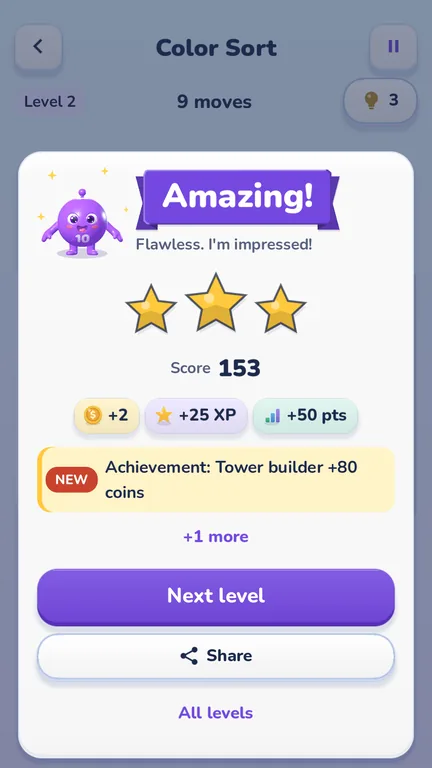 Color Sort
Level 2
9 moves
3
10
Amazing!
Flawless. I'm impressed!
Score 153
+2
+25 XP
+50 pts
NEW
Achievement: Tower builder +80
coins
+1 more
Next level
Share
All levels